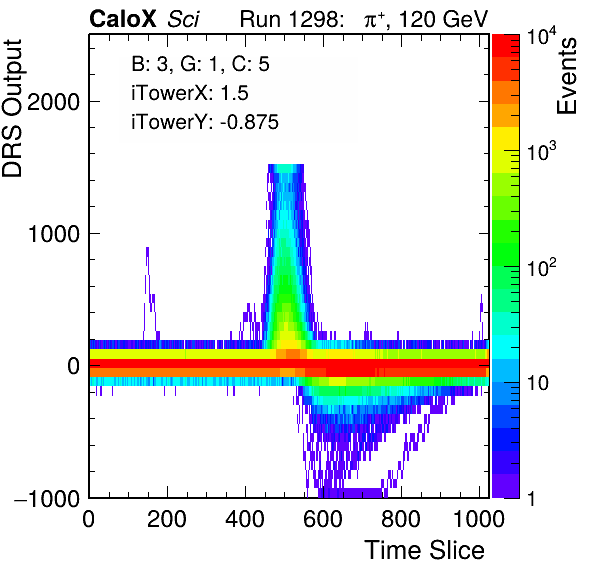 CaloX Sci Run 1298: π⁺, 120 GeV
B: 3, G: 1, C: 5
iTowerX: 1.5
iTowerY: -0.875
DRS Output
2000
1000
0
−1000
0 200 400 600 800 1000
Time Slice
Events
10⁴
10³
10²
10
1